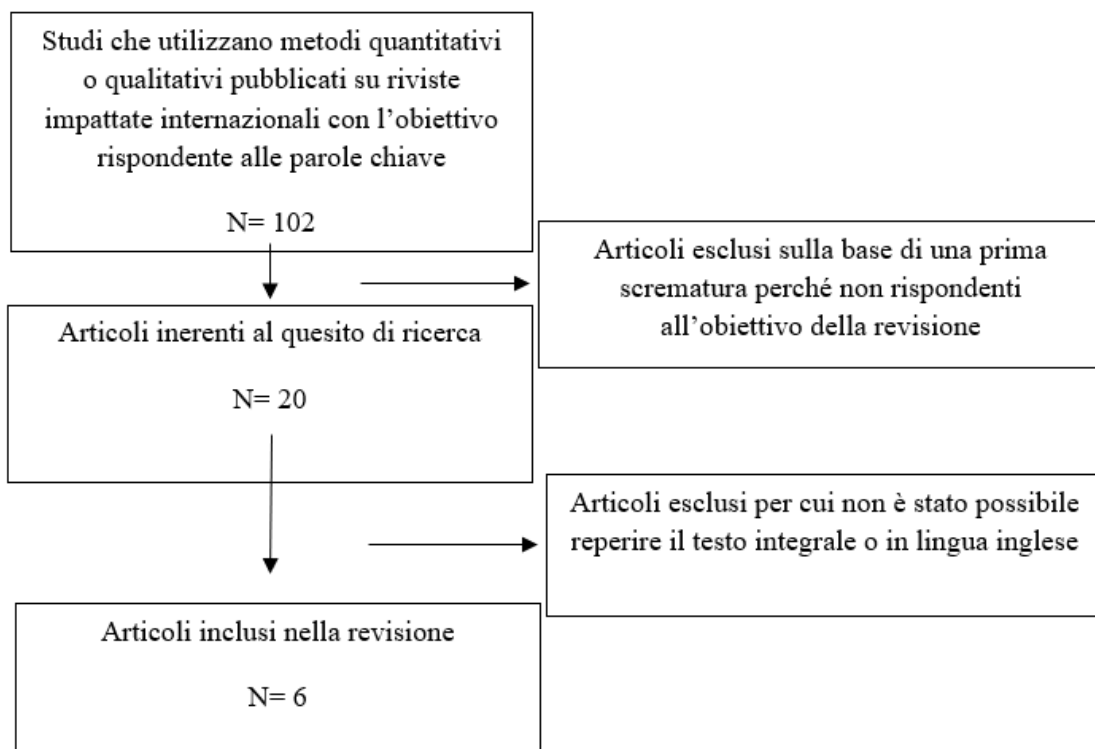 Studi che utilizzano metodi quantitativi
o qualitativi pubblicati su riviste
impattate internazionali con l’obiettivo
rispondente alle parole chiave
N= 102
Articoli esclusi sulla base di una prima
scrematura perché non rispondenti
all’obiettivo della revisione
Articoli inerenti al quesito di ricerca
N= 20
Articoli esclusi per cui non è stato possibile
reperire il testo integrale o in lingua inglese
Articoli inclusi nella revisione
N= 6